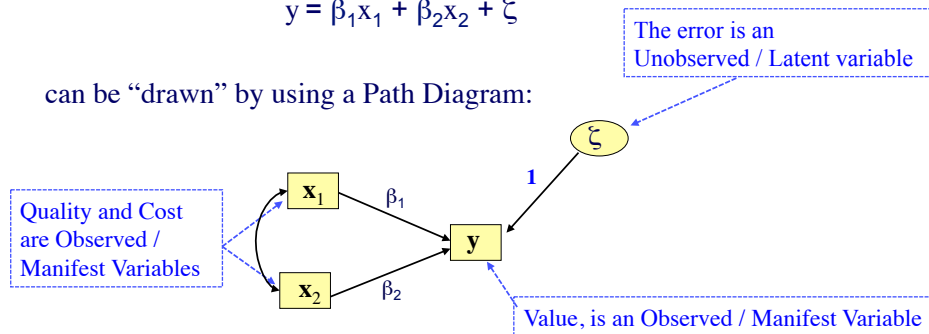 y = β₁x₁ + β₂x₂ + ζ
The error is an
Unobserved / Latent variable
can be “drawn” by using a Path Diagram:
ζ
1
x₁
β₁
Quality and Cost
are Observed /
Manifest Variables
y
x₂
β₂
Value, is an Observed / Manifest Variable